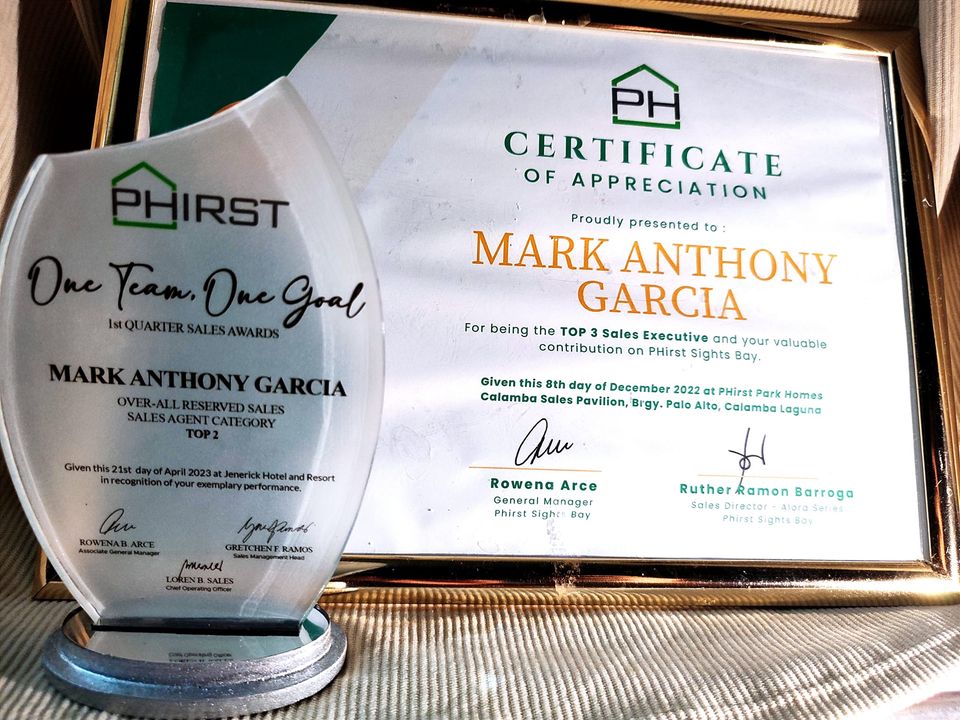 PHIRST
One Team, One Goal
1st QUARTER SALES AWARDS
MARK ANTHONY GARCIA
OVER-ALL RESERVED SALES
SALES AGENT CATEGORY
TOP 2
Given this 21st day of April 2023 at Jenerick Hotel and Resort
in recognition of your exemplary performance.
ROWENA B. ARCE
Associate General Manager
GRETCHEN F. RAMOS
Sales Management Head
LOREN B. SALES
Chief Operating Officer
PH
CERTIFICATE
OF APPRECIATION
Proudly presented to :
MARK ANTHONY
GARCIA
For being the TOP 3 Sales Executive and your valuable
contribution on PHirst Sights Bay.
Given this 8th day of December 2022 at PHirst Park Homes
Calamba Sales Pavilion, Brgy. Palo Alto, Calamba Laguna
Rowena Arce
General Manager
Phirst Sights Bay
Ruther Ramon Barroga
Sales Director - Alora Series
Phirst Sights Bay